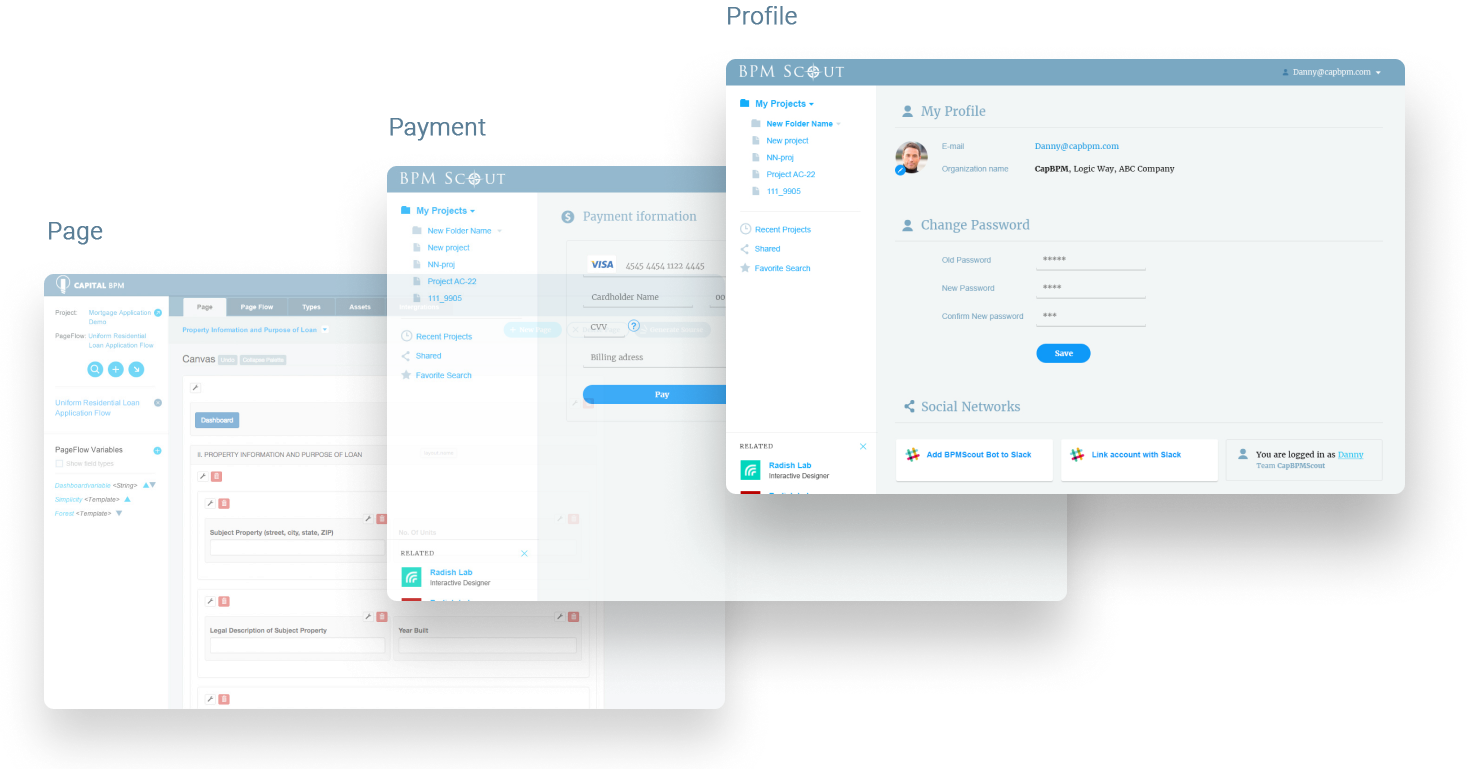 Profile
BPM SCOUT
Danny@capbpm.com
My Projects
New Folder Name
New project
NN-proj
Project AC-22
111_9905
Recent Projects
Shared
Favorite Search
RELATED
Radish Lab
Interactive Designer
My Profile
E-mail
Danny@capbpm.com
Organization name
CapBPM, Logic Way, ABC Company
Change Password
Old Password
*****
New Password
****
Confirm New password
***
Save
Social Networks
Add BPMScout Bot to Slack
Link account with Slack
You are logged in as Danny
Team CapBPMScout
Payment
BPM SCOUT
My Projects
New Folder Name
New project
NN-proj
Project AC-22
111_9905
Recent Projects
Shared
Favorite Search
RELATED
Radish Lab
Interactive Designer
Payment iformation
VISA 4545 4454 1122 4445
Cardholder Name
CVV ?
Billing adress
Pay
Page
CAPITAL BPM
Project: Mortgage Application
Demo
PageFlow: Uniform Residential
Loan Application Flow
Uniform Residential Loan
Application Flow
PageFlow Variables
Show field types
Dashboardvariable <String>
Simplicity <Template>
Forest <Template>
Page
Page Flow
Types
Assets
Property Information and Purpose of Loan
Canvas
Collapse Palette
Dashboard
II. PROPERTY INFORMATION AND PURPOSE OF LOAN
Subject Property (street, city, state, ZIP)
No. Of Units
Legal Description of Subject Property
Year Built